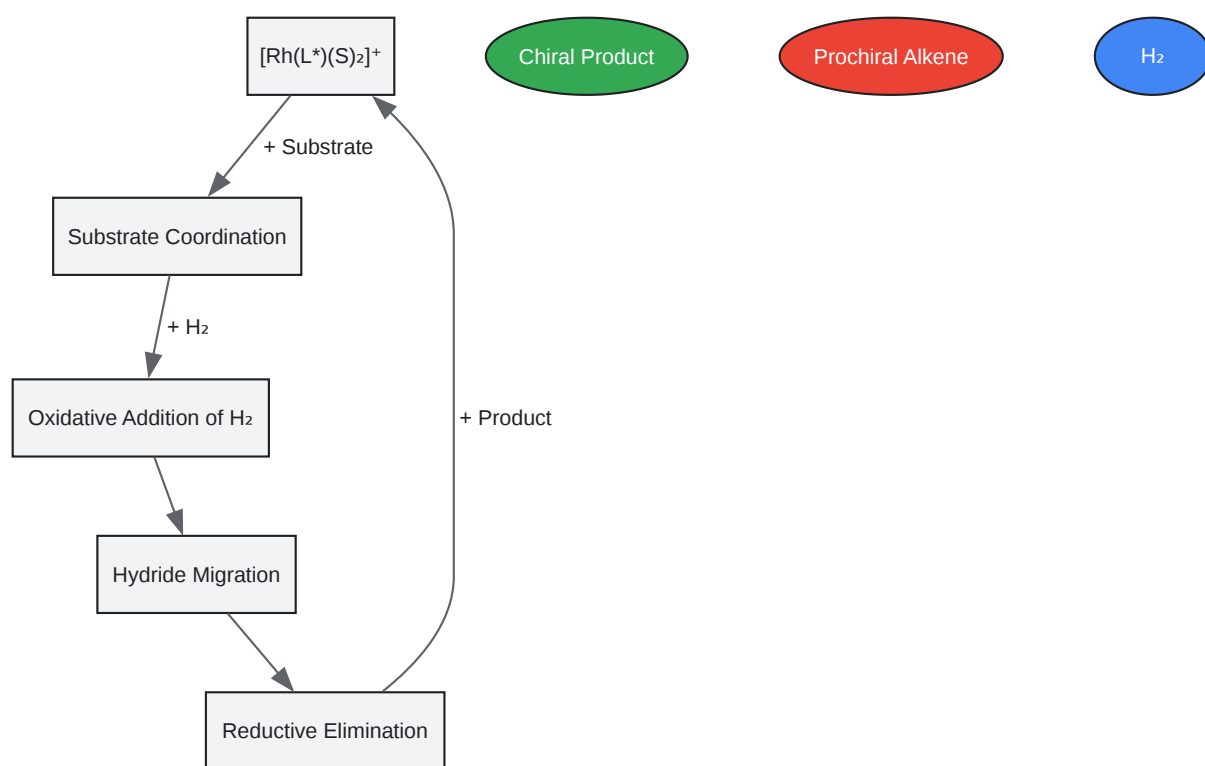 [Rh(L*)(S)₂]⁺
Chiral Product
Prochiral Alkene
H₂
+ Substrate
Substrate Coordination
+ H₂
Oxidative Addition of H₂
+ Product
Hydride Migration
Reductive Elimination